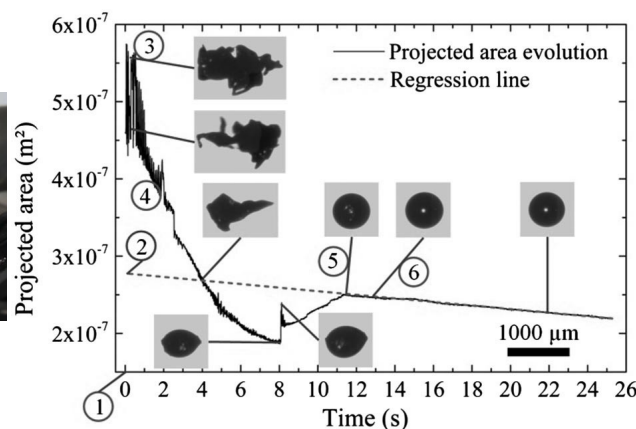 6x10⁻⁷
5x10⁻⁷
4x10⁻⁷
3x10⁻⁷
2x10⁻⁷
Projected area (m²)
Projected area evolution
Regression line
3
4
2
5
6
1
1000 µm
0 2 4 6 8 10 12 14 16 18 20 22 24 26
Time (s)